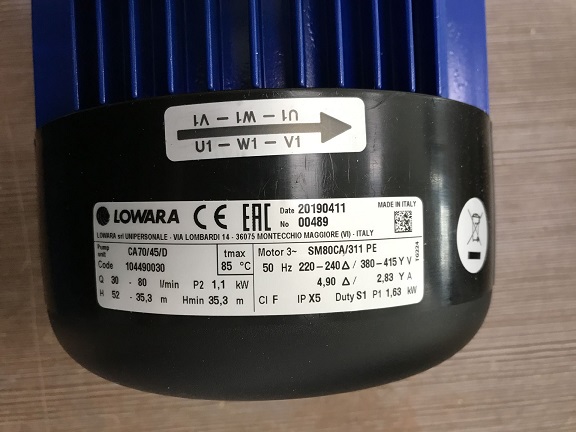 V1 - W1 - U1
U1 - W1 - V1
LOWARA CE EAC Date 20190411 MADE IN ITALY
No 00489
LOWARA srl UNIPERSONALE - VIA LOMBARDI 14 - 36075 MONTECCHIO MAGGIORE (VI) - ITALY
Pump unit CA70/45/D tmax Motor 3~ SM80CA/311 PE
Code 104490030 85 °C 50 Hz 220-240 Δ / 380-415 Y V
Q 30 - 80 l/min P2 1,1 kW 4,90 Δ / 2,83 Y A
H 52 - 35,3 m Hmin 35,3 m Cl F IP X5 Duty S1 P1 1,63 kW